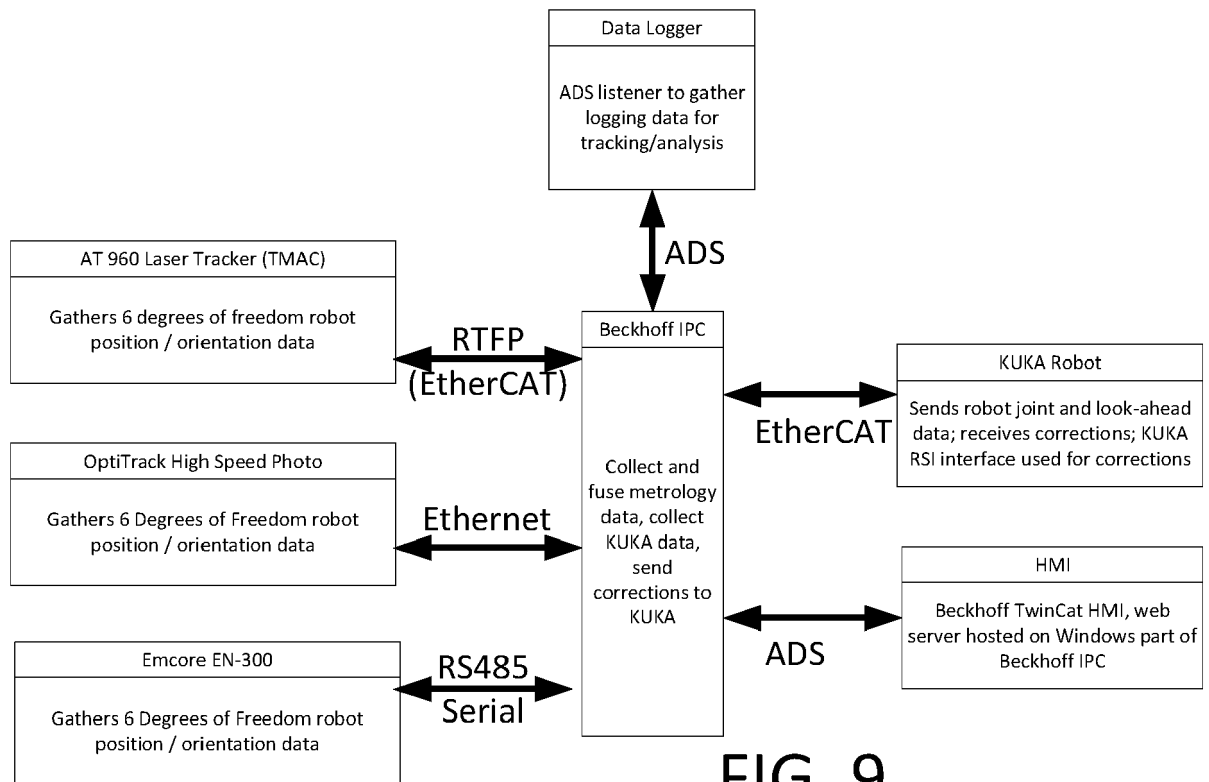 Data Logger
ADS listener to gather
logging data for
tracking/analysis
ADS
AT 960 Laser Tracker (TMAC)
Gathers 6 degrees of freedom robot
position / orientation data
RTFP
(EtherCAT)
Beckhoff IPC
Collect and
fuse metrology
data, collect
KUKA data,
send
corrections to
KUKA
EtherCAT
KUKA Robot
Sends robot joint and look-ahead
data; receives corrections; KUKA
RSI interface used for corrections
OptiTrack High Speed Photo
Gathers 6 Degrees of Freedom robot
position / orientation data
Ethernet
HMI
Beckhoff TwinCat HMI, web
server hosted on Windows part of
Beckhoff IPC
ADS
Emcore EN-300
Gathers 6 Degrees of Freedom robot
position / orientation data
RS485
Serial
FIG. 9